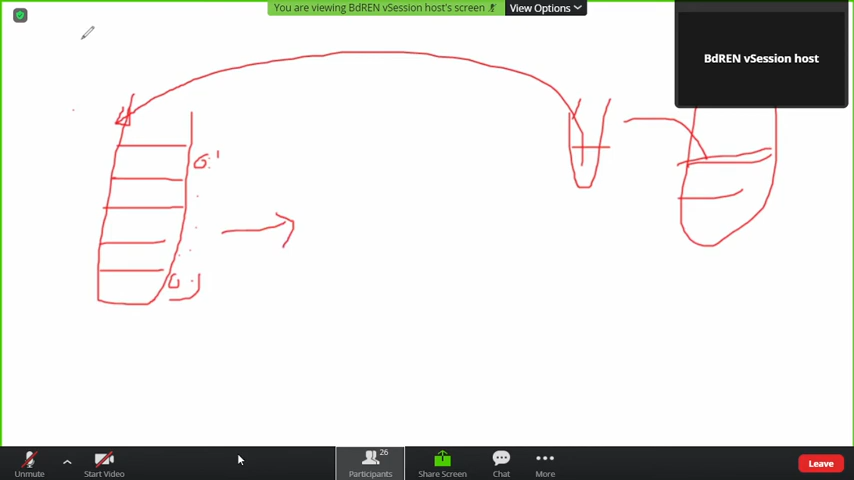 You are viewing BdREN vSession host's screen
View Options
BdREN vSession host
Unmute
Start Video
26
Participants
Share Screen
Chat
More
Leave